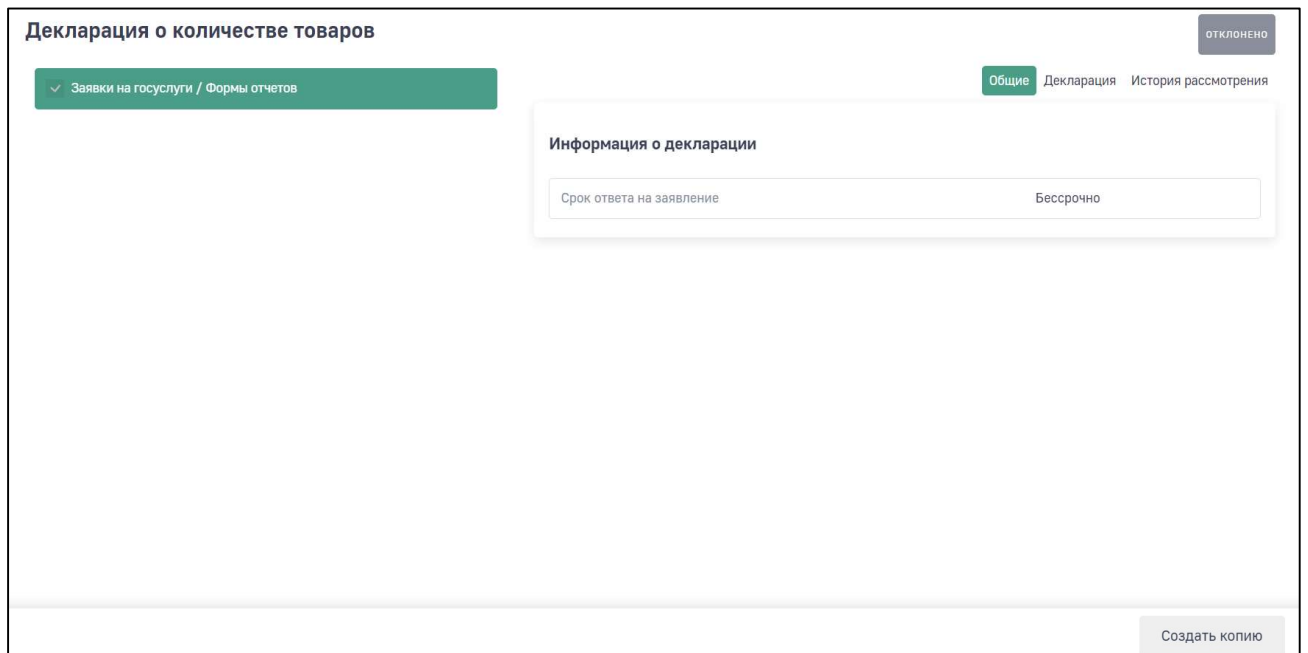 Декларация о количестве товаров
ОТКЛОНЕНО
Заявки на госуслуги / Формы отчетов
Общие Декларация История рассмотрения
Информация о декларации
Срок ответа на заявление Бессрочно
Создать копию